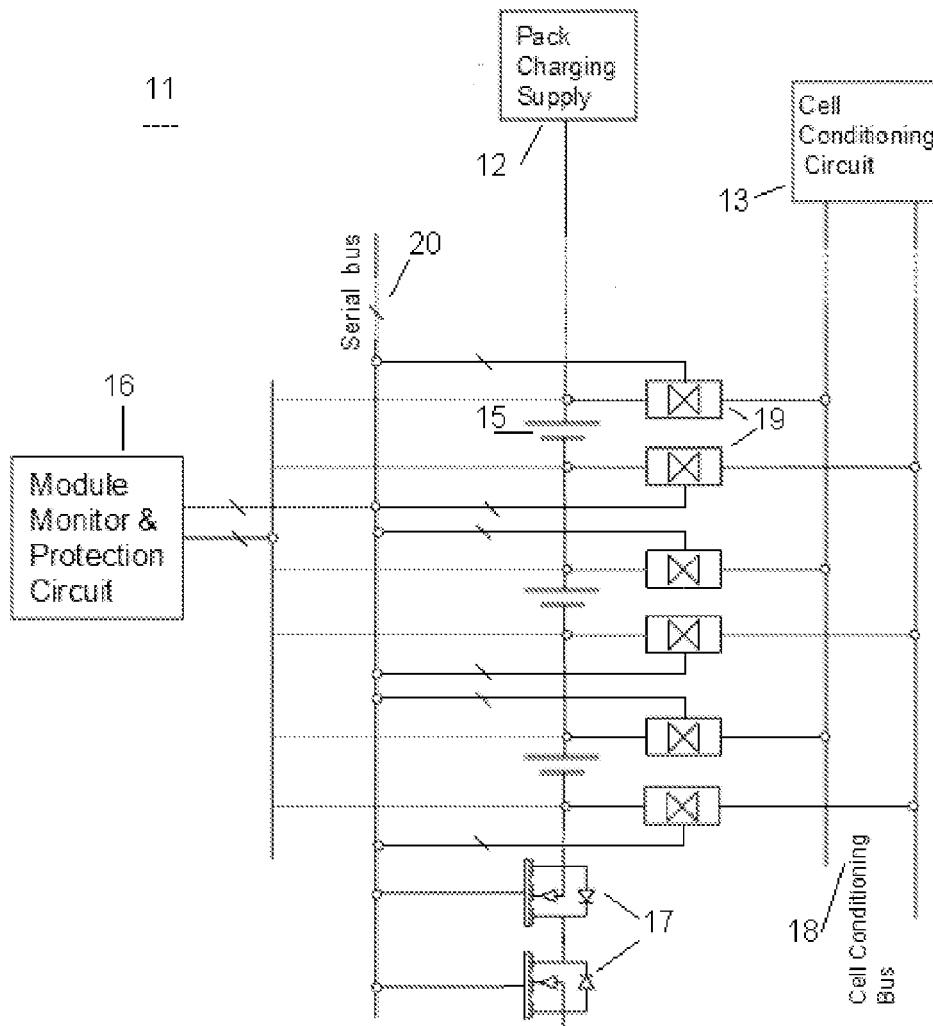 Pack
Charging
Supply
11
Cell
Conditioning
Circuit
12
13
20
Serial bus
16
15
19
Module
Monitor &
Protection
Circuit
17
18
Cell Conditioning
Bus